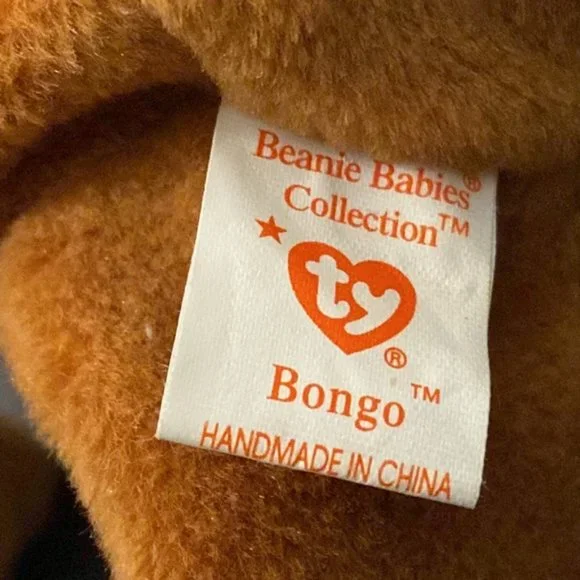 Beanie Babies®
Collection™
ty
®
Bongo™
HANDMADE IN CHINA